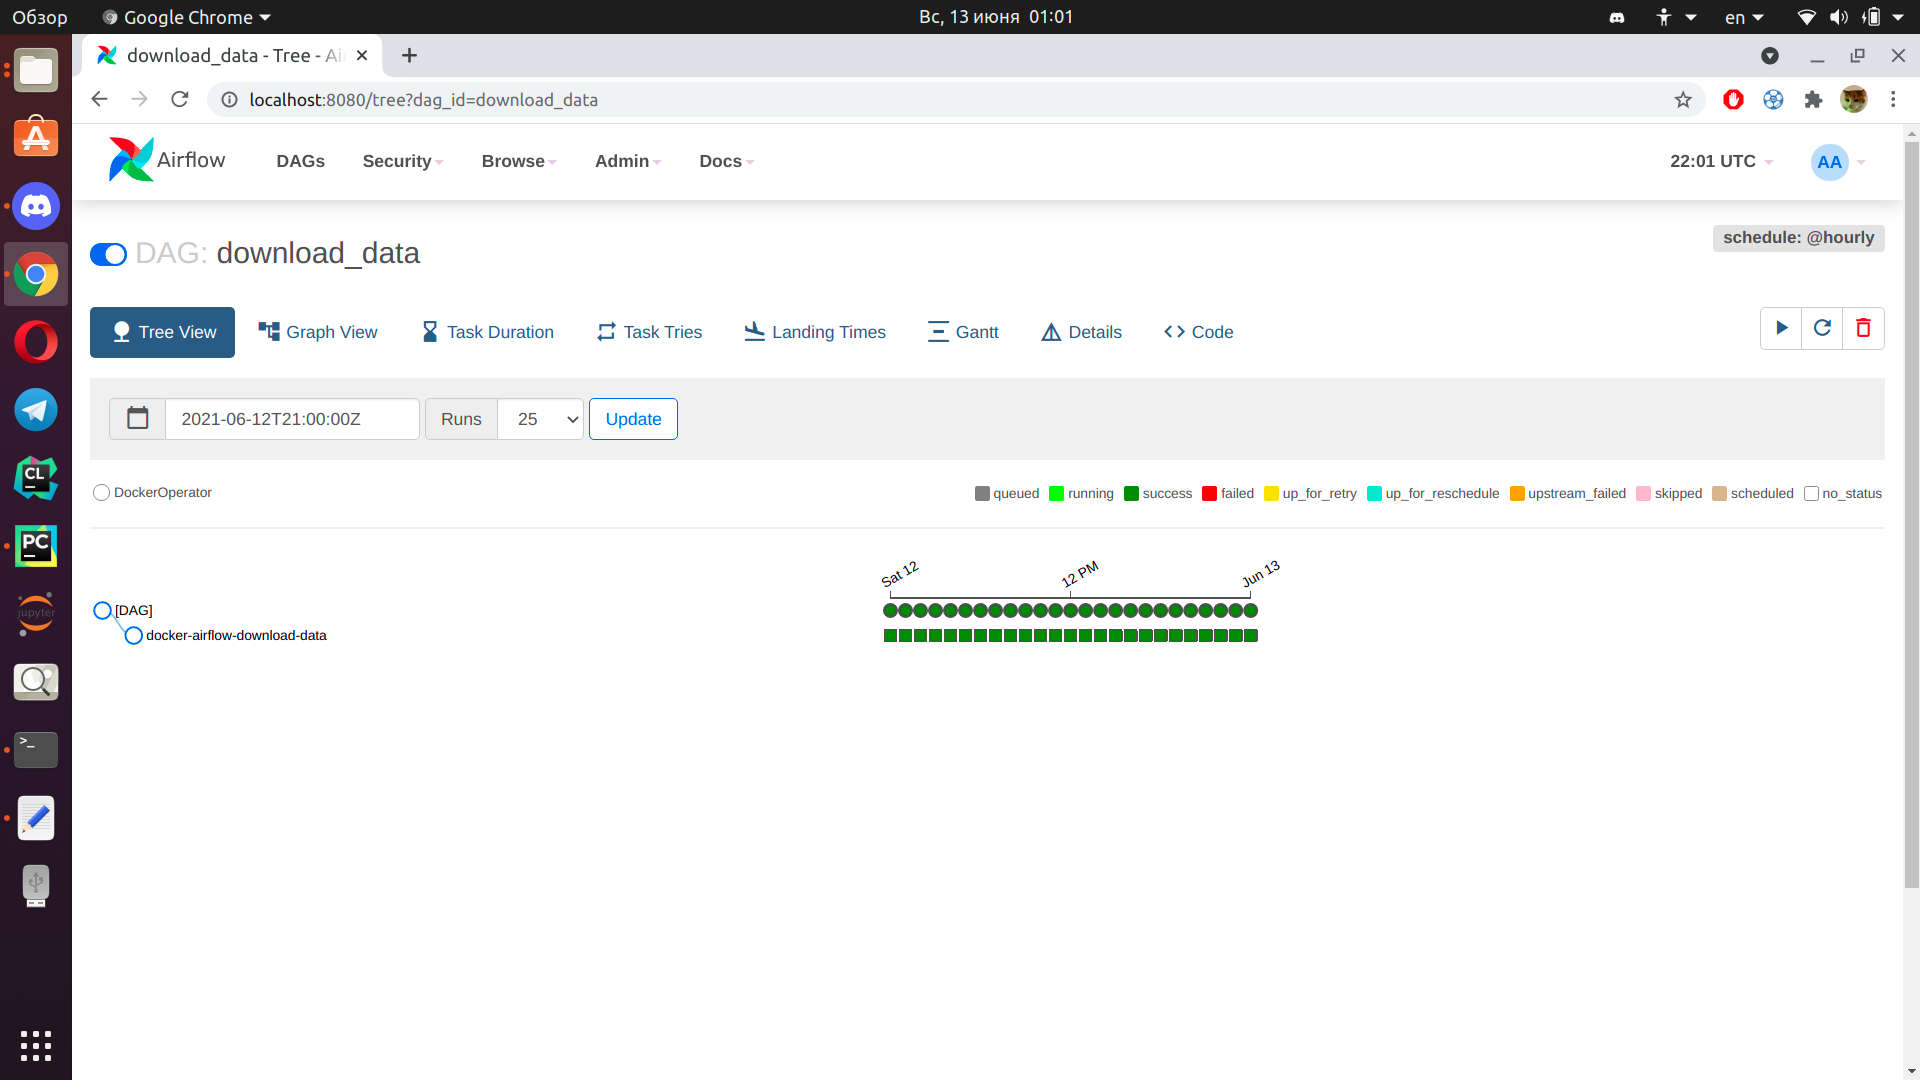 Обзор Google Chrome Вс, 13 июня 01:01 en
download_data - Tree - Ai
localhost:8080/tree?dag_id=download_data
Airflow DAGs Security Browse Admin Docs 22:01 UTC AA
DAG: download_data schedule: @hourly
Tree View Graph View Task Duration Task Tries Landing Times Gantt Details Code
2021-06-12T21:00:00Z Runs 25 Update
DockerOperator queued running success failed up_for_retry up_for_reschedule upstream_failed skipped scheduled no_status
Sat 12 12 PM Jun 13
[DAG]
docker-airflow-download-data
CL
PC
jupyter
>_